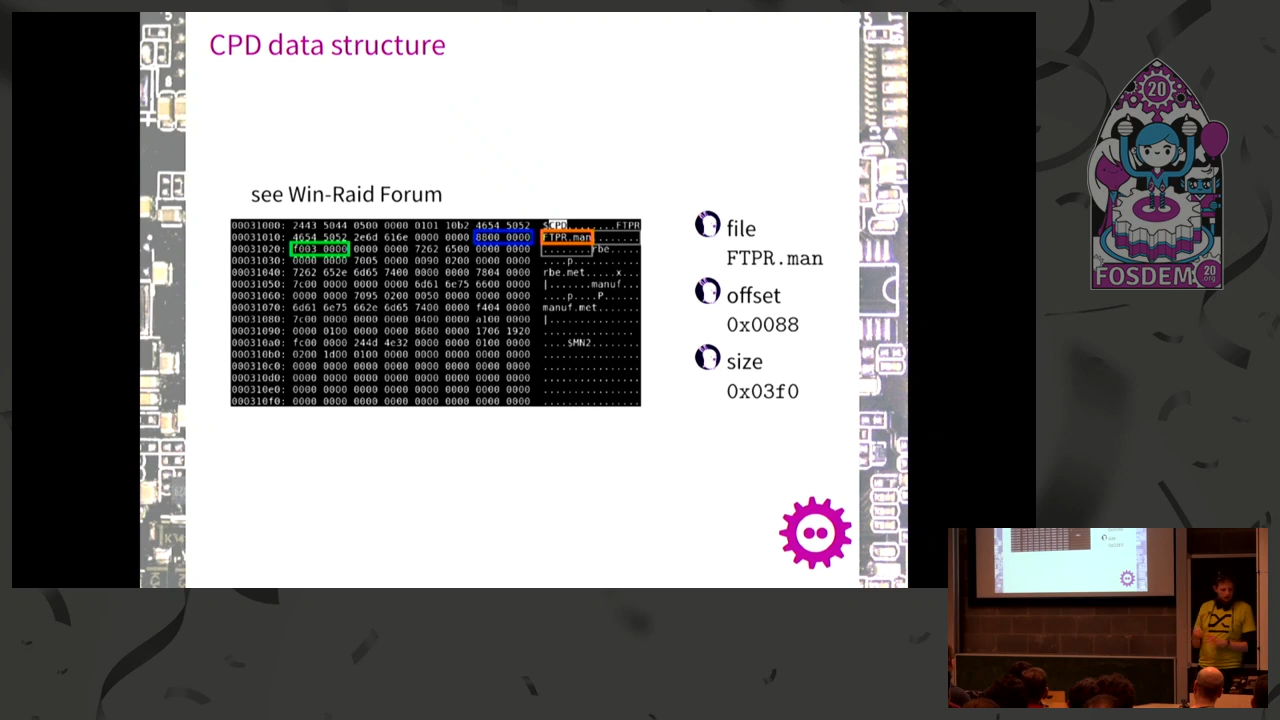 CPD data structure
see Win-Raid Forum
00031000: 2443 5044 0500 0000 0101 10b2 4654 5052 $CPD........FTPR
00031010: 4654 5052 2e6d 616e 0000 0000 8800 0000 FTPR.man........
00031020: f003 0000 0000 0000 7262 6500 0000 0000 ........rbe.....
00031030: 0000 0000 7005 0000 0090 0200 0000 0000 ....p...........
00031040: 7262 652e 6d65 7400 0000 0000 7804 0000 rbe.met.....x...
00031050: 7c00 0000 0000 0000 6d61 6e75 6600 0000 |.......manuf...
00031060: 0000 0000 7095 0200 0050 0000 0000 0000 ....p....P......
00031070: 6d61 6e75 662e 6d65 7400 0000 f404 0000 manuf.met.......
00031080: 7c00 0000 0000 0000 0400 0000 a100 0000 |...............
00031090: 0000 0100 0000 0000 8680 0000 1706 1920 ...............
000310a0: fc00 0000 244d 4e32 0000 0000 0100 0000 ....$MN2........
000310b0: 0200 1d00 0100 0000 0000 0000 0000 0000 ................
000310c0: 0000 0000 0000 0000 0000 0000 0000 0000 ................
000310d0: 0000 0000 0000 0000 0000 0000 0000 0000 ................
000310e0: 0000 0000 0000 0000 0000 0000 0000 0000 ................
000310f0: 0000 0000 0000 0000 0000 0000 0000 0000 ................
file
FTPR.man
offset
0x0088
size
0x03f0
20
FOSDEM 20
.org